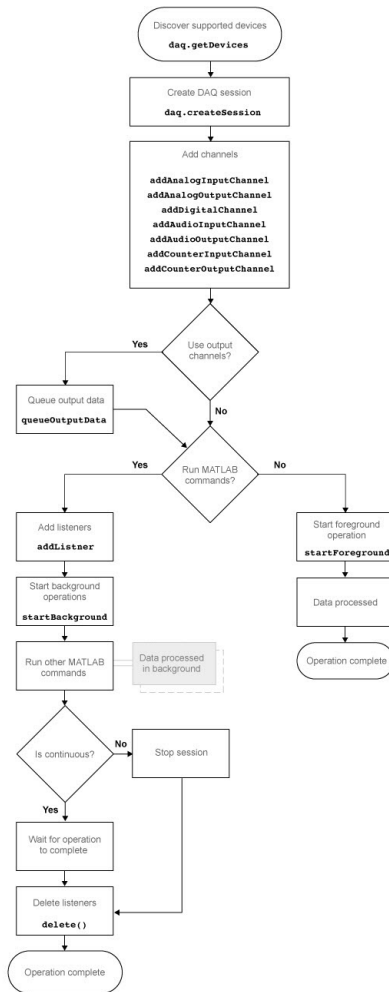 Discover supported devices
daq.getDevices
Create DAQ session
daq.createSession
Add channels
addAnalogInputChannel
addAnalogOutputChannel
addDigitalChannel
addAudioInputChannel
addAudioOutputChannel
addCounterInputChannel
addCounterOutputChannel
Yes
Use output
channels?
Queue output data
queueOutputData
No
Yes
Run MATLAB
commands?
No
Add listeners
addListner
Start foreground
operation
startForeground
Start background
operations
startBackground
Data processed
Run other MATLAB
commands
Data processed
in background
Operation complete
Is continuous?
No
Stop session
Yes
Wait for operation
to complete
Delete listeners
delete()
Operation complete